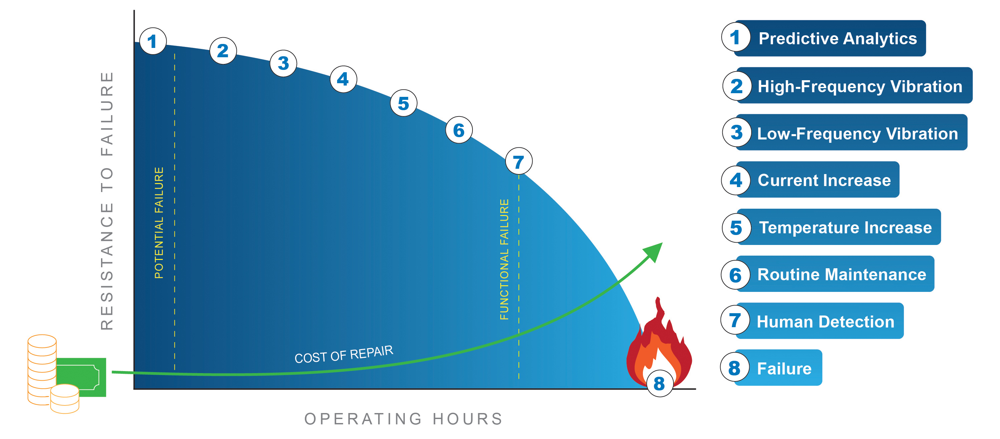 RESISTANCE TO FAILURE
1
2
3
4
5
6
7
8
POTENTIAL FAILURE
FUNCTIONAL FAILURE
COST OF REPAIR
OPERATING HOURS
1 Predictive Analytics
2 High-Frequency Vibration
3 Low-Frequency Vibration
4 Current Increase
5 Temperature Increase
6 Routine Maintenance
7 Human Detection
8 Failure